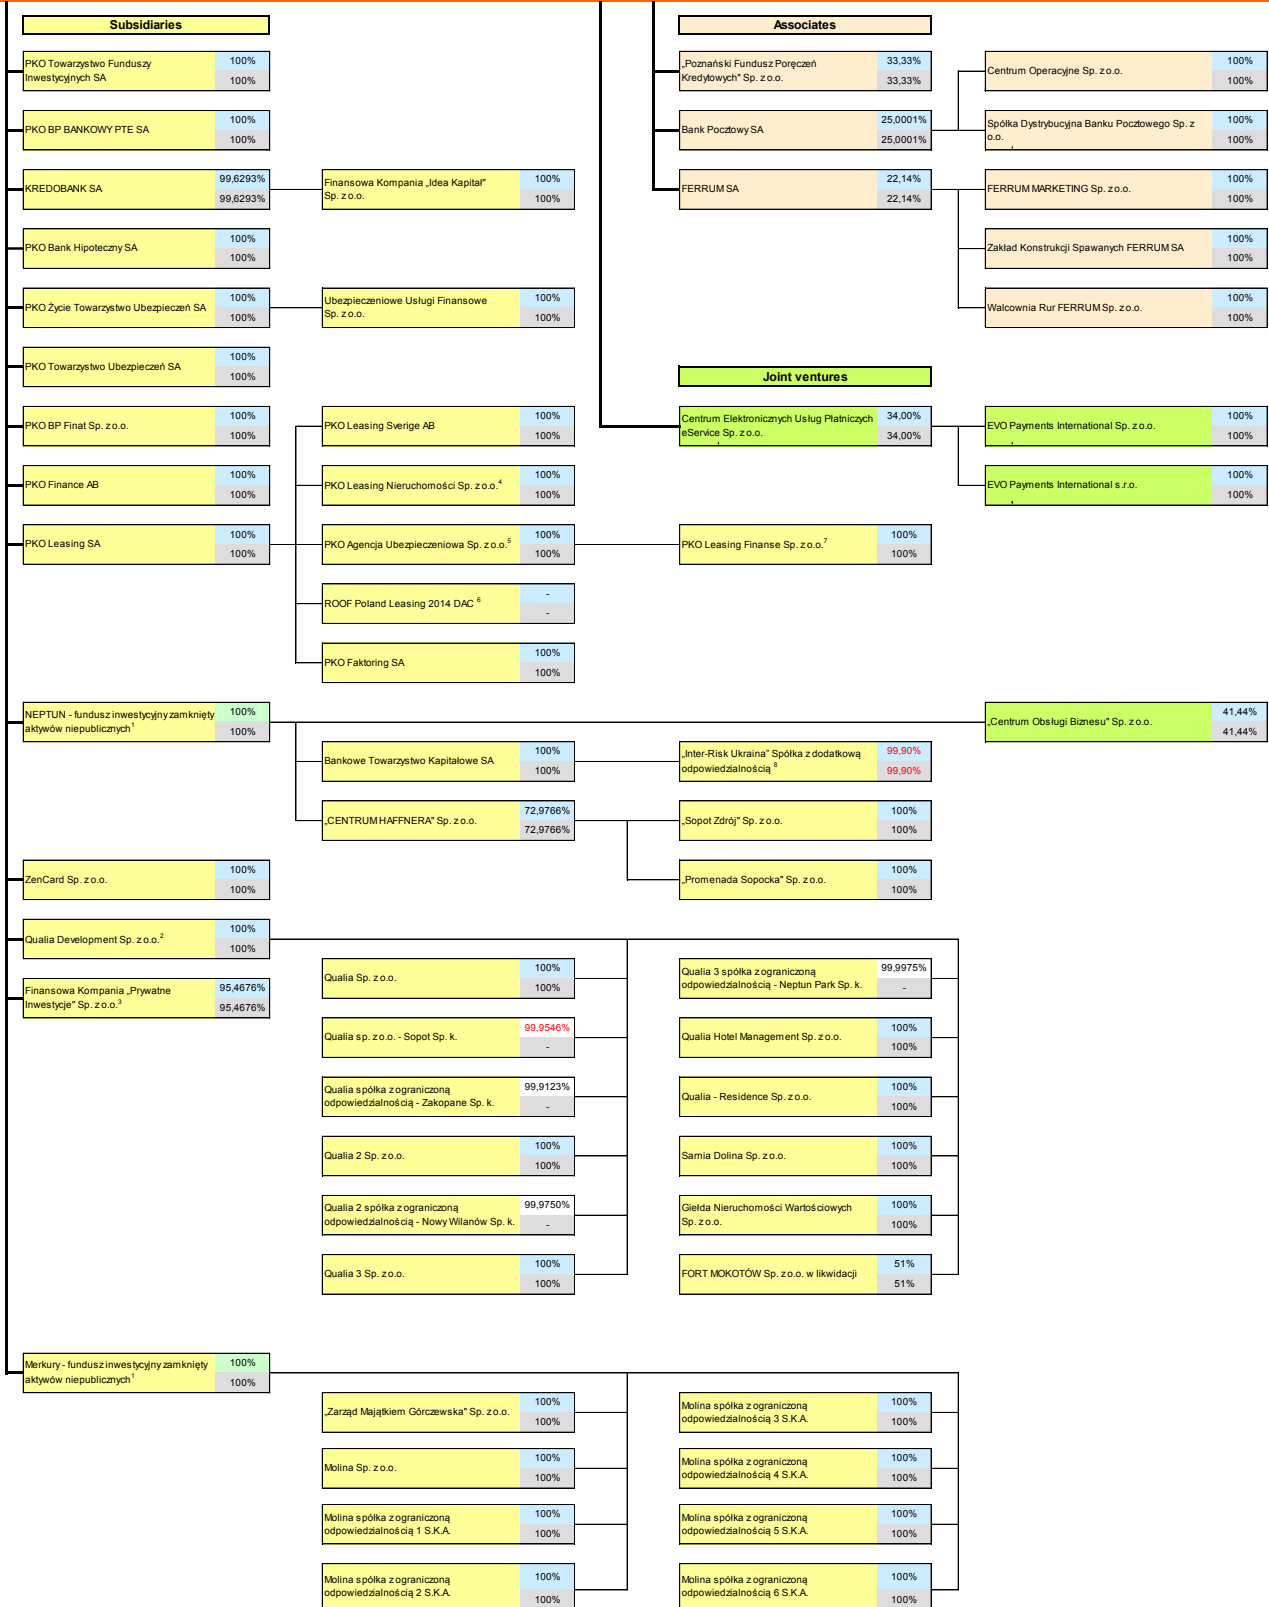 Subsidiaries
Associates
PKO Towarzystwo Funduszy
Inwestycyjnych SA
100%
100%
„Poznański Fundusz Poręczeń
Kredytowych" Sp. z o.o.
33,33%
33,33%
Centrum Operacyjne Sp. z o.o.
100%
100%
PKO BP BANKOWY PTE SA
100%
100%
Bank Pocztowy SA
25,0001%
25,0001%
Spółka Dystrybucyjna Banku Pocztowego Sp. z
o.o.
100%
100%
KREDOBANK SA
99,6293%
99,6293%
Finansowa Kompania „Idea Kapitał"
Sp. z o.o.
100%
100%
FERRUM SA
22,14%
22,14%
FERRUM MARKETING Sp. z o.o.
100%
100%
PKO Bank Hipoteczny SA
100%
100%
Zakład Konstrukcji Spawanych FERRUM SA
100%
100%
PKO Życie Towarzystwo Ubezpieczeń SA
100%
100%
Ubezpieczeniowe Usługi Finansowe
Sp. z o.o.
100%
100%
Walcownia Rur FERRUM Sp. z o.o.
100%
100%
PKO Towarzystwo Ubezpieczeń SA
100%
100%
Joint ventures
PKO BP Finat Sp. z o.o.
100%
100%
PKO Leasing Sverige AB
100%
100%
Centrum Elektronicznych Usług Płatniczych
eService Sp. z o.o.
34,00%
34,00%
EVO Payments International Sp. z o.o.
100%
100%
PKO Finance AB
100%
100%
PKO Leasing Nieruchomości Sp. z o.o.4
100%
100%
EVO Payments International s.r.o.
100%
100%
PKO Leasing SA
100%
100%
PKO Agencja Ubezpieczeniowa Sp. z o.o.5
100%
100%
PKO Leasing Finanse Sp. z o.o.7
100%
100%
ROOF Poland Leasing 2014 DAC 6
-
-
PKO Faktoring SA
100%
100%
NEPTUN - fundusz inwestycyjny zamknięty
aktywów niepublicznych1
100%
100%
„Centrum Obsługi Biznesu" Sp. z o.o.
41,44%
41,44%
Bankowe Towarzystwo Kapitałowe SA
100%
100%
„Inter-Risk Ukraina" Spółka z dodatkową
odpowiedzialnością 8
99,90%
99,90%
„CENTRUM HAFFNERA" Sp. z o.o.
72,9766%
72,9766%
„Sopot Zdrój" Sp. z o.o.
100%
100%
ZenCard Sp. z o.o.
100%
100%
„Promenada Sopocka" Sp. z o.o.
100%
100%
Qualia Development Sp. z o.o.2
100%
100%
Finansowa Kompania „Prywatne
Inwestycje" Sp. z o.o.3
95,4676%
95,4676%
Qualia Sp. z o.o.
100%
100%
Qualia 3 spółka z ograniczoną
odpowiedzialnością - Neptun Park Sp. k.
99,9975%
-
Qualia sp. z o.o. - Sopot Sp. k.
99,9546%
-
Qualia Hotel Management Sp. z o.o.
100%
100%
Qualia spółka z ograniczoną
odpowiedzialnością - Zakopane Sp. k.
99,9123%
-
Qualia - Residence Sp. z o.o.
100%
100%
Qualia 2 Sp. z o.o.
100%
100%
Sarnia Dolina Sp. z o.o.
100%
100%
Qualia 2 spółka z ograniczoną
odpowiedzialnością - Nowy Wilanów Sp. k.
99,9750%
-
Giełda Nieruchomości Wartościowych
Sp. z o.o.
100%
100%
Qualia 3 Sp. z o.o.
100%
100%
FORT MOKOTÓW Sp. z o.o. w likwidacji
51%
51%
Merkury - fundusz inwestycyjny zamknięty
aktywów niepublicznych1
100%
100%
„Zarząd Majątkiem Górczewska" Sp. z o.o.
100%
100%
Molina spółka z ograniczoną
odpowiedzialnością 3 S.K.A.
100%
100%
Molina Sp. z o.o.
100%
100%
Molina spółka z ograniczoną
odpowiedzialnością 4 S.K.A.
100%
100%
Molina spółka z ograniczoną
odpowiedzialnością 1 S.K.A.
100%
100%
Molina spółka z ograniczoną
odpowiedzialnością 5 S.K.A.
100%
100%
Molina spółka z ograniczoną
odpowiedzialnością 2 S.K.A.
100%
100%
Molina spółka z ograniczoną
odpowiedzialnością 6 S.K.A.
100%
100%